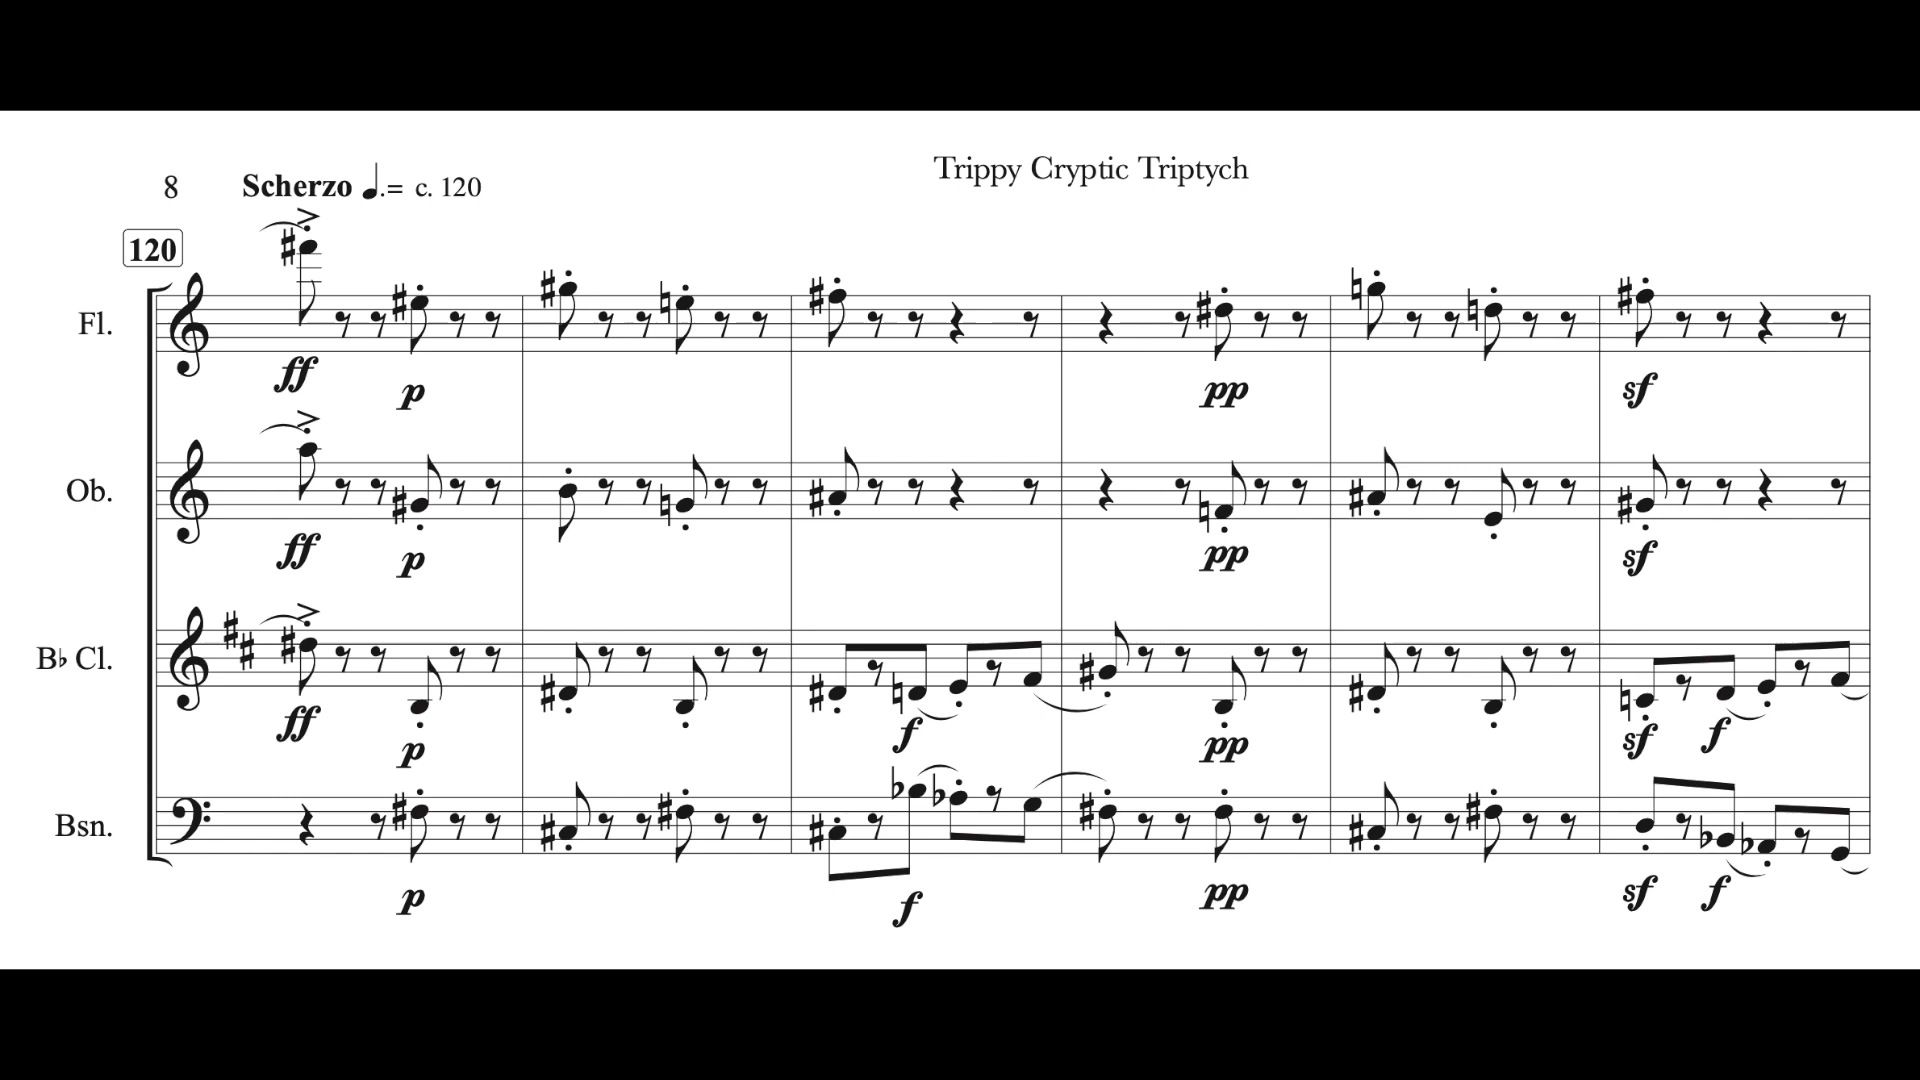 Trippy Cryptic Triptych
8 Scherzo ♩.= c. 120
120
Fl.
ff p pp sf
Ob.
ff p pp sf
B♭ Cl.
ff p f pp sf f
Bsn.
p f pp sf f